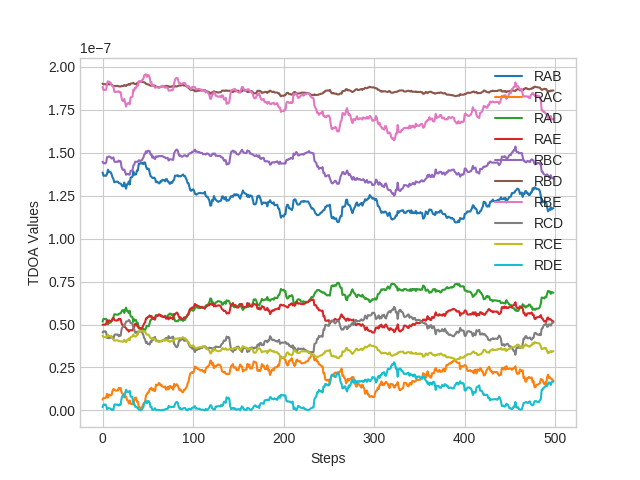 1e−7
2.00
1.75
1.50
1.25
1.00
0.75
0.50
0.25
0.00
TDOA Values
0
100
200
300
400
500
Steps
RAB
RAC
RAD
RAE
RBC
RBD
RBE
RCD
RCE
RDE